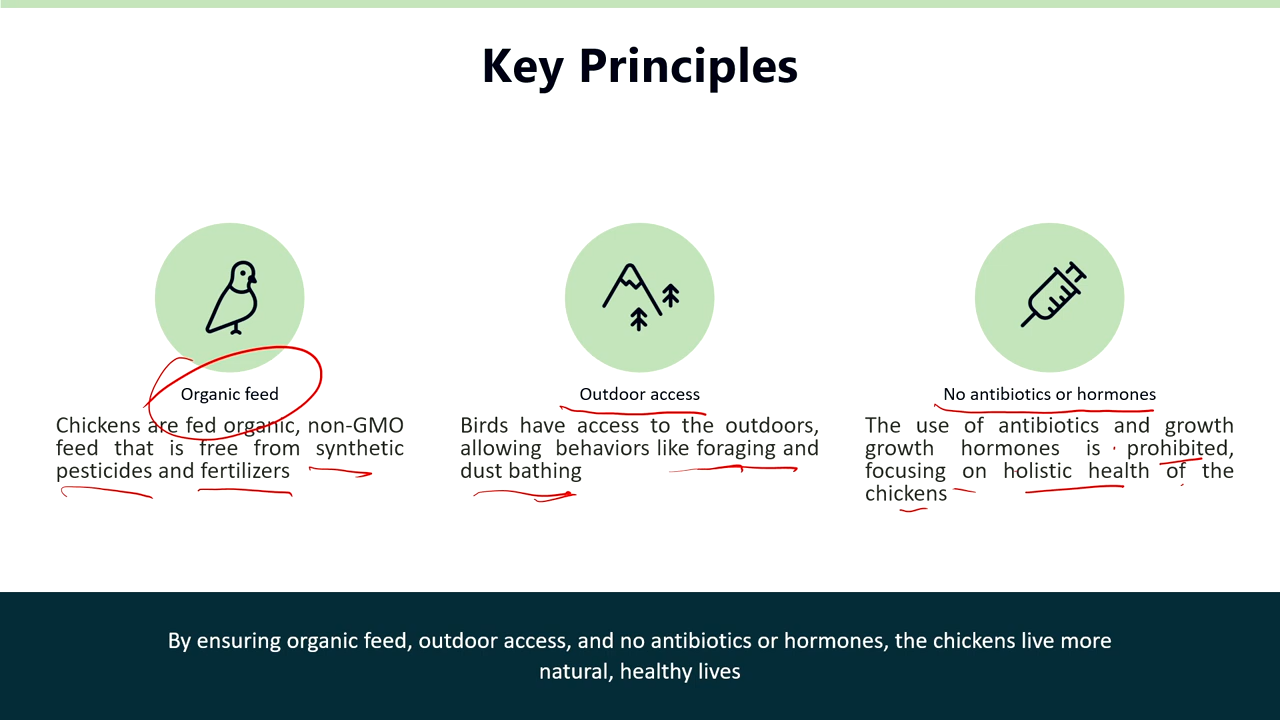 Key Principles
Organic feed
Chickens are fed organic, non-GMO
feed that is free from synthetic
pesticides and fertilizers
Outdoor access
Birds have access to the outdoors,
allowing behaviors like foraging and
dust bathing
No antibiotics or hormones
The use of antibiotics and growth
growth hormones is prohibited,
focusing on holistic health of the
chickens
By ensuring organic feed, outdoor access, and no antibiotics or hormones, the chickens live more
natural, healthy lives